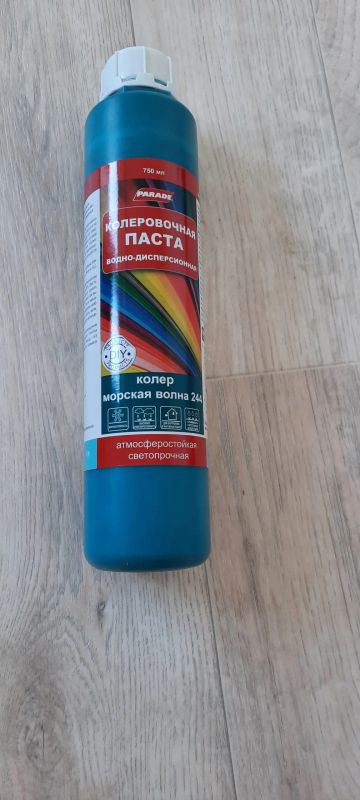 750 мл
PARADE
КОЛЕРОВОЧНАЯ
ПАСТА
ВОДНО-ДИСПЕРСИОННАЯ
DIY
колер
морская волна 244
атмосферостойкая
светопрочная